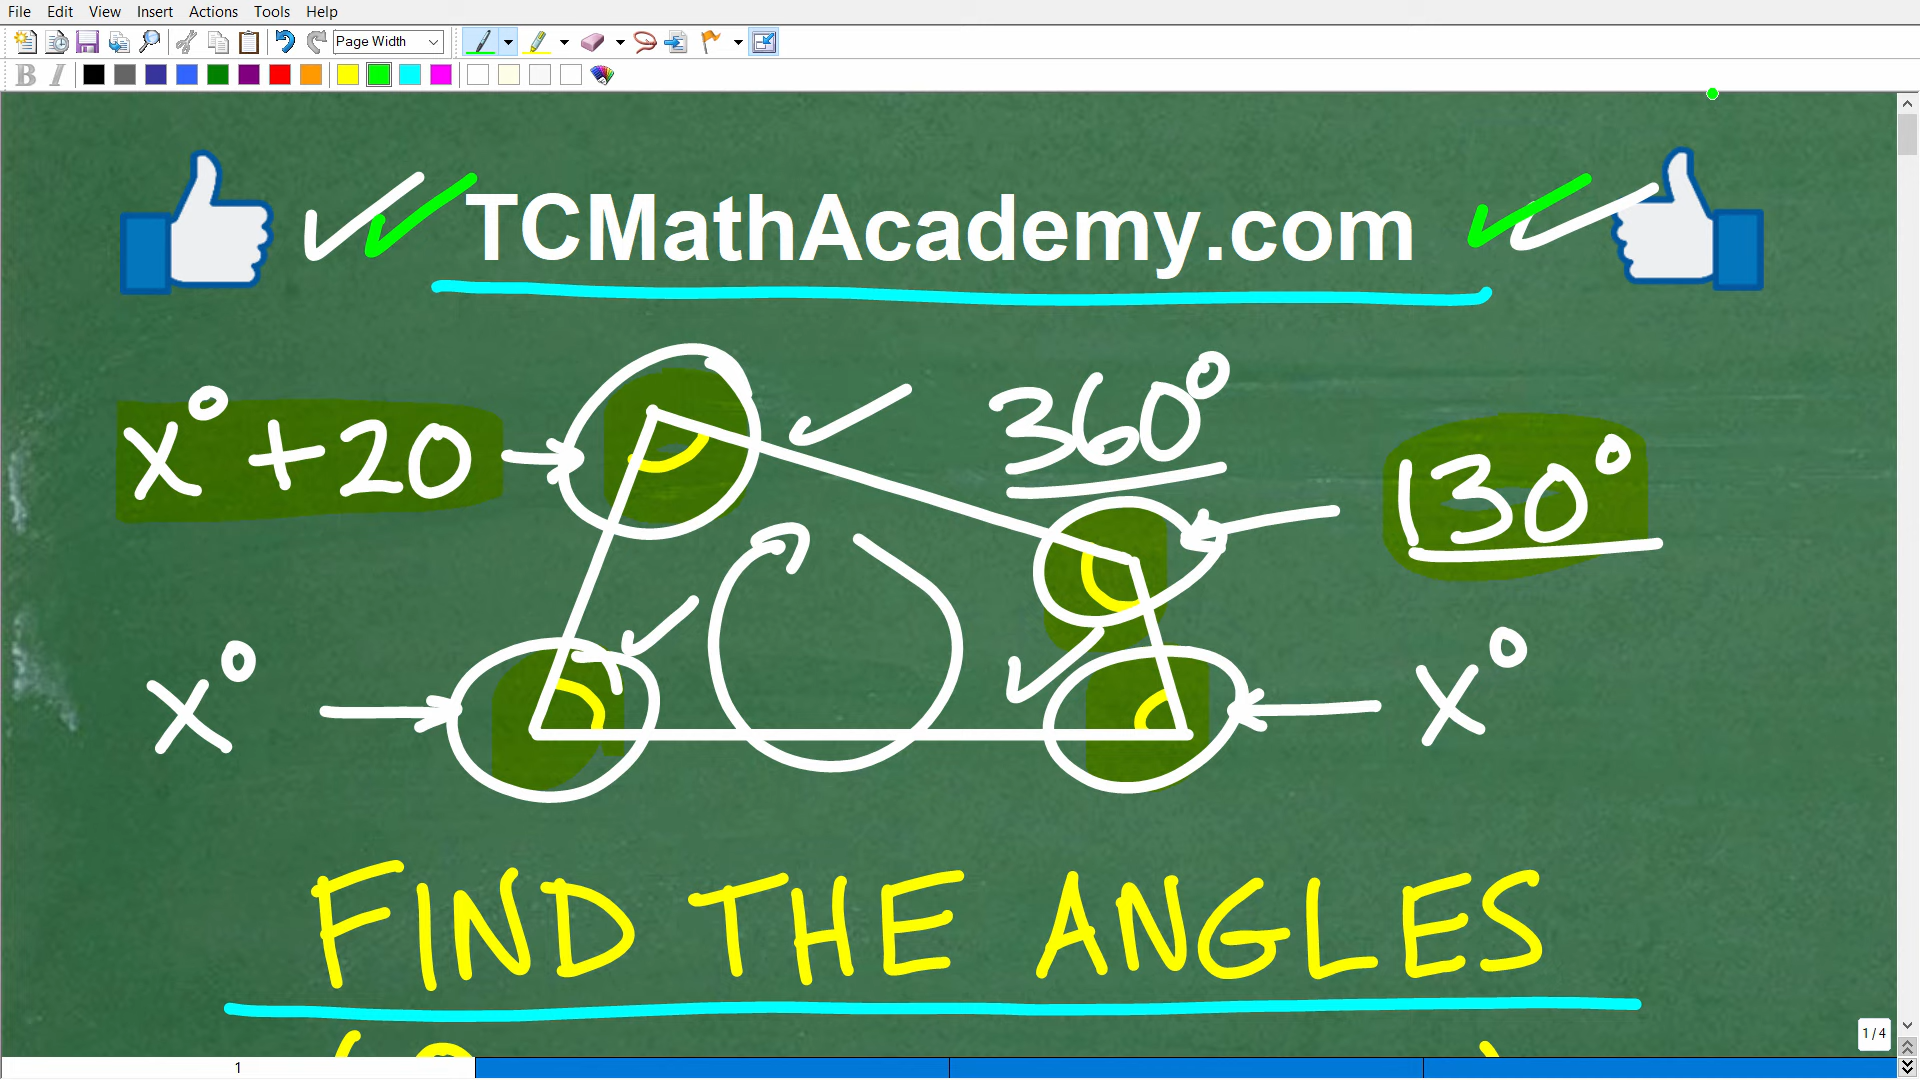 File Edit View Insert Actions Tools Help
Page Width
B I
TCMathAcademy.com
x° + 20
360°
130°
x°
x°
FIND THE ANGLES
1 / 4
1